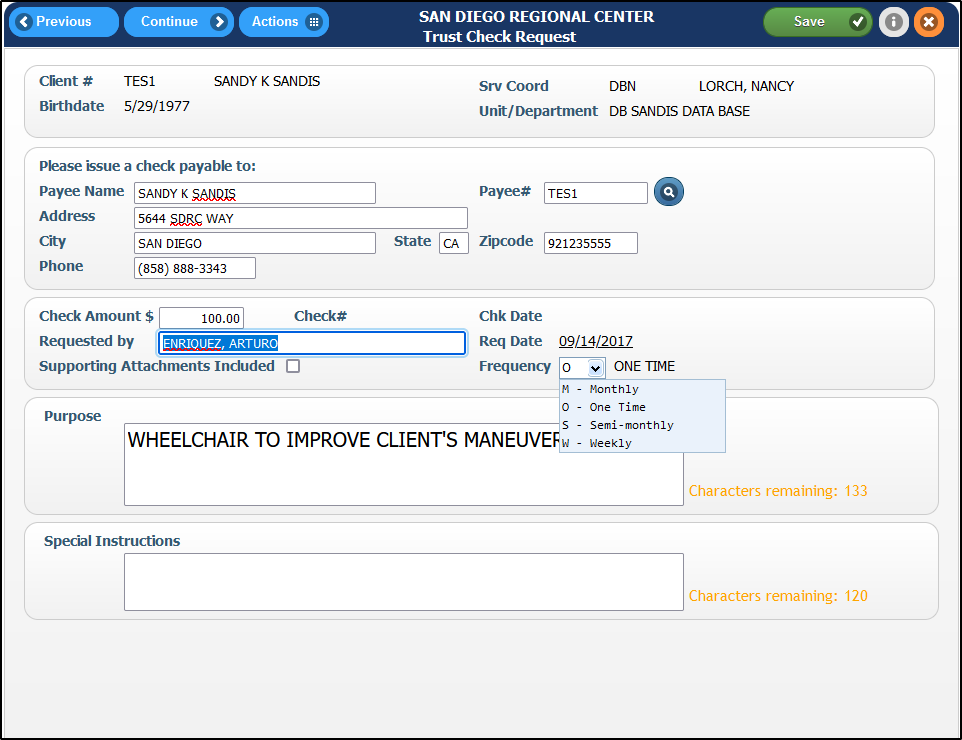 Previous Continue Actions SAN DIEGO REGIONAL CENTER Save
Trust Check Request
Client # TES1 SANDY K SANDIS Srv Coord DBN LORCH, NANCY
Birthdate 5/29/1977 Unit/Department DB SANDIS DATA BASE
Please issue a check payable to:
Payee Name SANDY K SANDIS Payee# TES1
Address 5644 SDRC WAY
City SAN DIEGO State CA Zipcode 921235555
Phone (858) 888-3343
Check Amount $ 100.00 Check# Chk Date
Requested by ENRIQUEZ, ARTURO Req Date 09/14/2017
Supporting Attachments Included Frequency O ONE TIME
M - Monthly
O - One Time
S - Semi-monthly
W - Weekly
Purpose
WHEELCHAIR TO IMPROVE CLIENT'S
Characters remaining: 133
Special Instructions
Characters remaining: 120